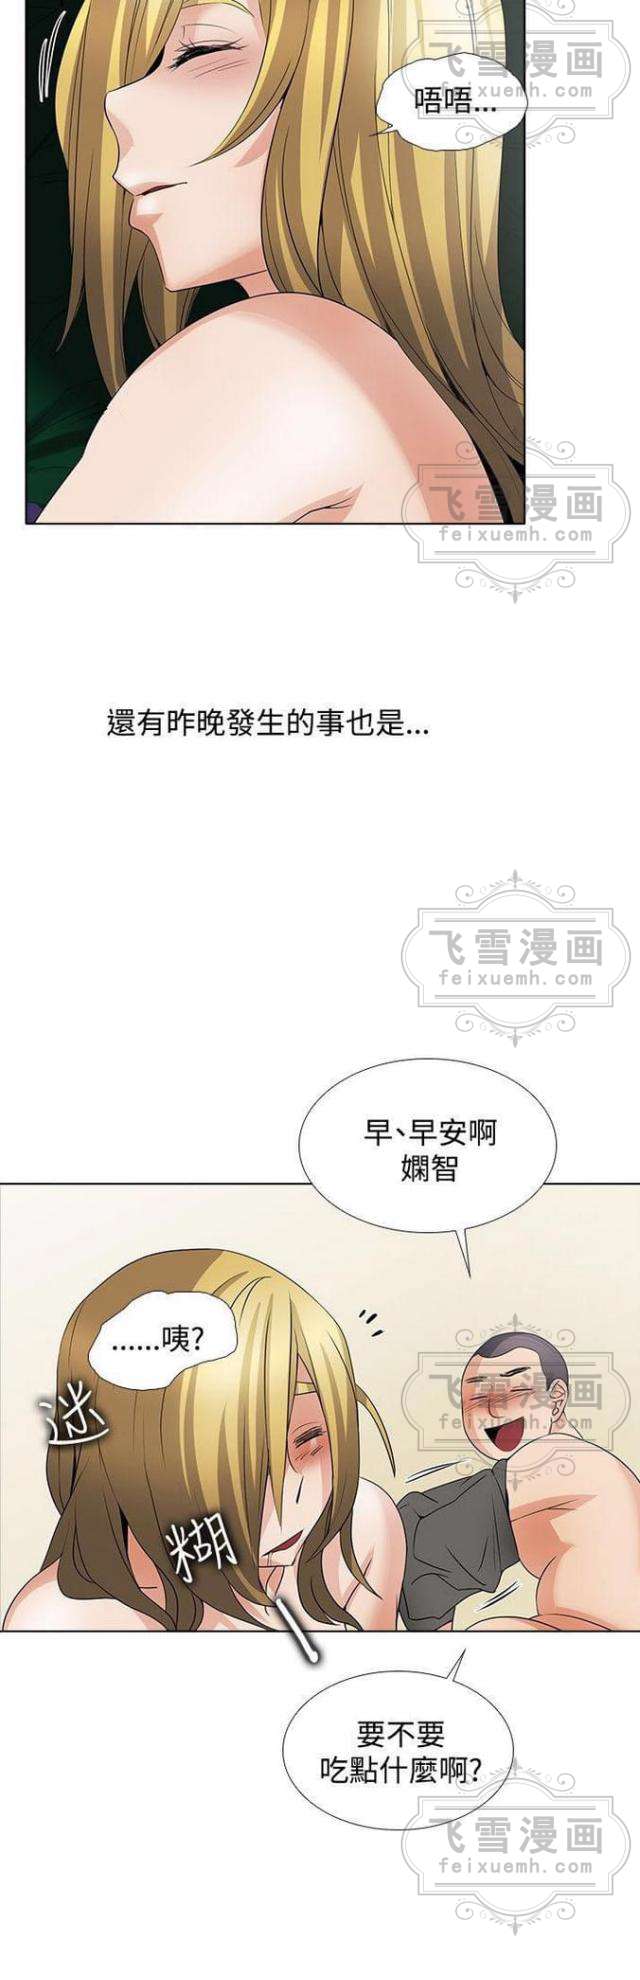 飞雪漫画
feixuemh.com
唔唔...
飞雪漫画
feixuemh.com
還有昨晚發生的事也是...
飞雪漫画
feixuemh.com
早、早安啊
嫻智
......咦?
迷
糊
飞雪漫画
feixuemh.com
要不要
吃點什麼啊?
飞雪漫画
feixuemh.com